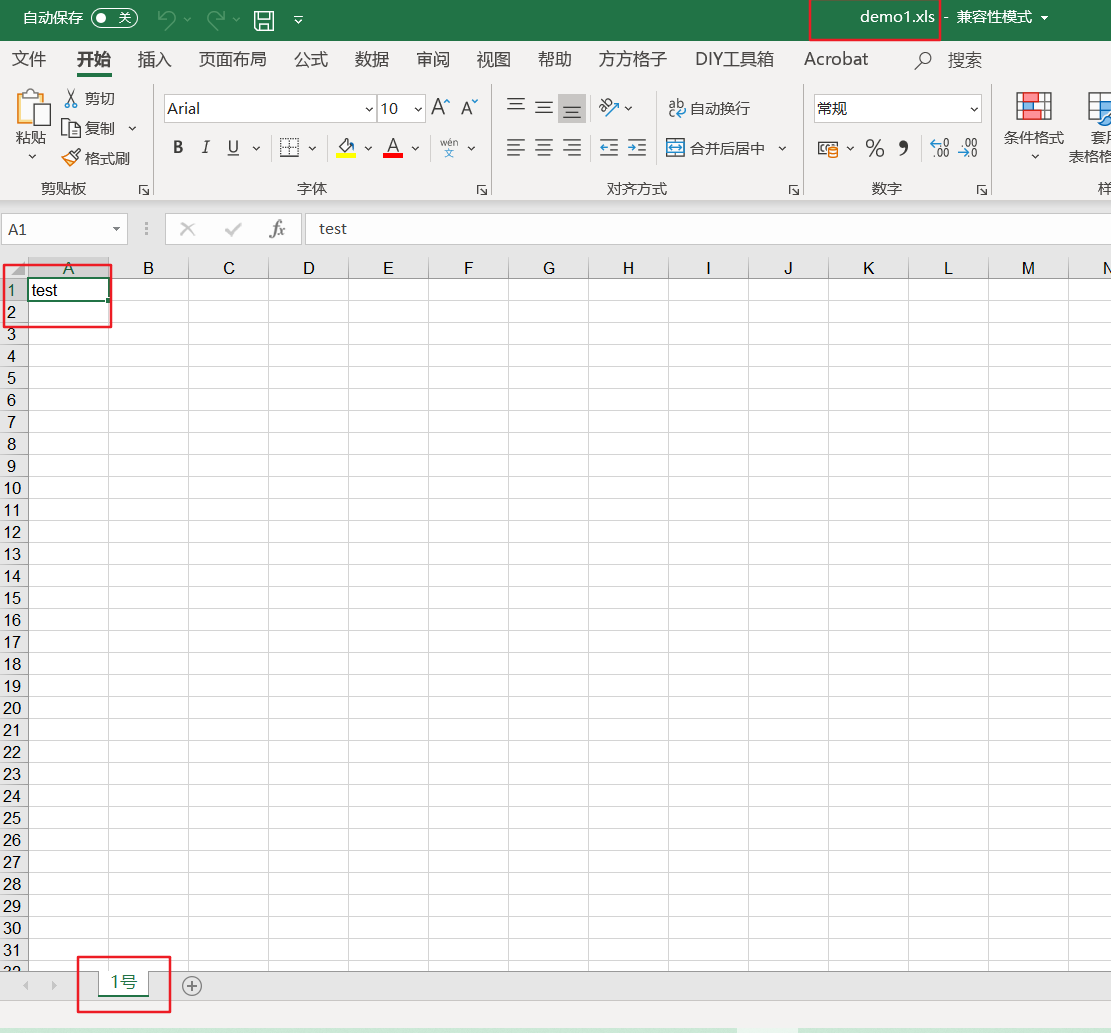 自动保存 关 demo1.xls - 兼容性模式
文件 开始 插入 页面布局 公式 数据 审阅 视图 帮助 方方格子 DIY工具箱 Acrobat 搜索
粘贴
剪切
复制
格式刷
剪贴板
Arial 10 A A
B I U A wén 文
字体
ab 自动换行
合并后居中
对齐方式
常规
% .00 .00
数字
条件格式
套用
表格格
样
A1 fx test
A B C D E F G H I J K L M N
1 test
2
3
4
5
6
7
8
9
10
11
12
13
14
15
16
17
18
19
20
21
22
23
24
25
26
27
28
29
30
31
32
1号